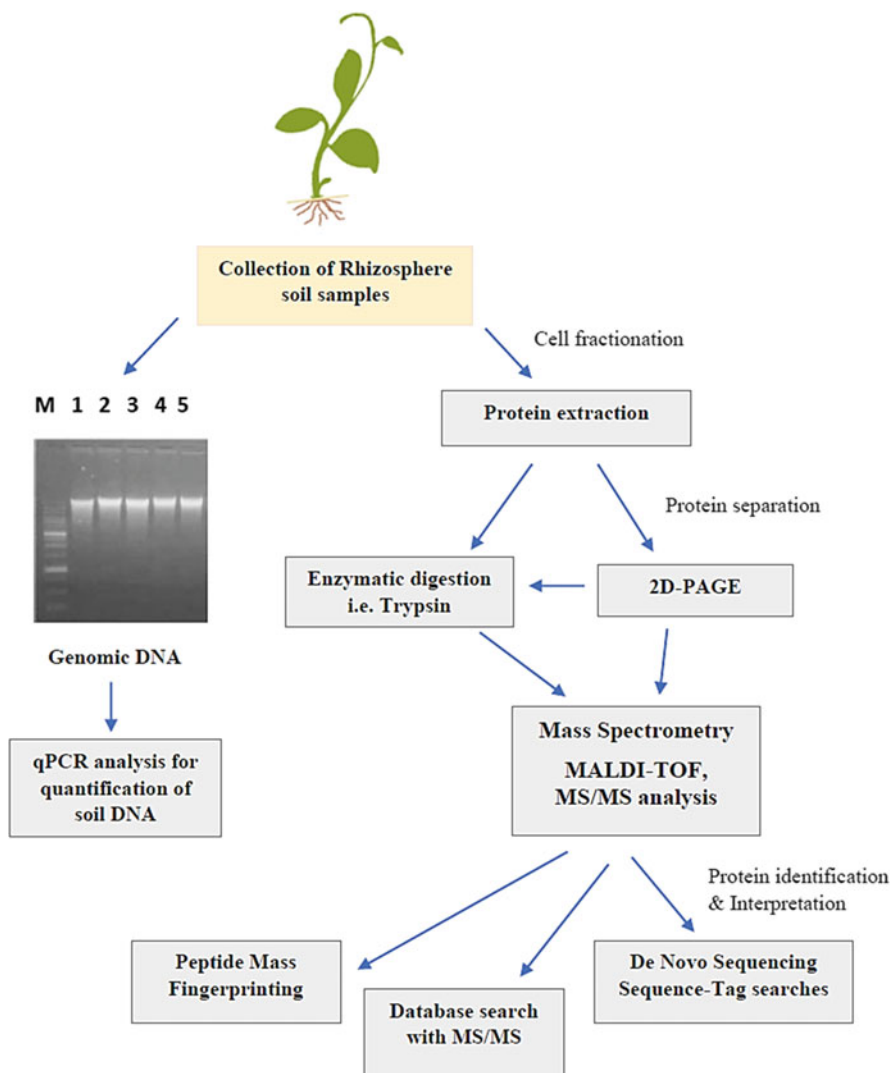 Collection of Rhizosphere
soil samples
Cell fractionation
M 1 2 3 4 5
Protein extraction
Protein separation
Enzymatic digestion
i.e. Trypsin
2D-PAGE
Genomic DNA
Mass Spectrometry
MALDI-TOF,
MS/MS analysis
qPCR analysis for
quantification of
soil DNA
Protein identification
& Interpretation
Peptide Mass
Fingerprinting
Database search
with MS/MS
De Novo Sequencing
Sequence-Tag searches